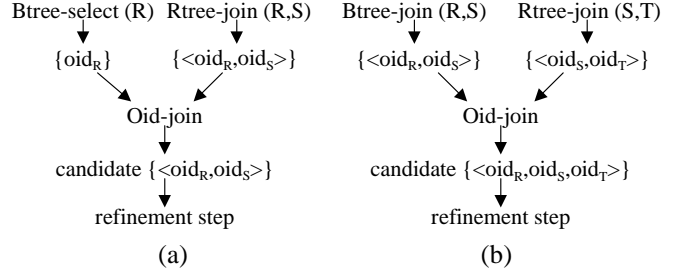 Btree-select (R) Rtree-join (R,S) Btree-join (R,S) Rtree-join (S,T)
{oid_R} {<oid_R,oid_S>} {<oid_R,oid_S>} {<oid_S,oid_T>}
Oid-join Oid-join
candidate {<oid_R,oid_S>} candidate {<oid_R,oid_S,oid_T>}
refinement step refinement step
(a) (b)